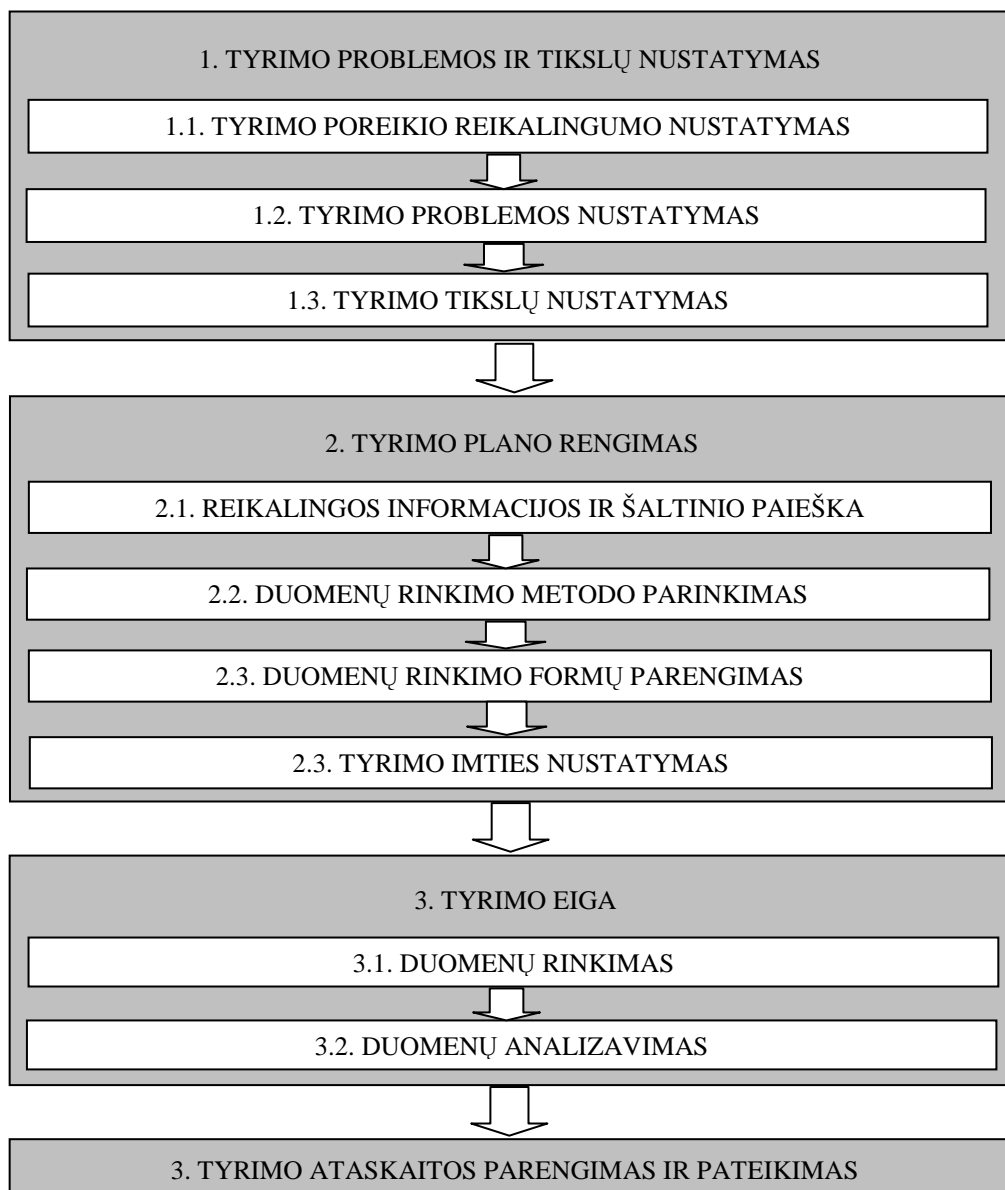 1. TYRIMO PROBLEMOS IR TIKSLŲ NUSTATYMAS
1.1. TYRIMO POREIKIO REIKALINGUMO NUSTATYMAS
1.2. TYRIMO PROBLEMOS NUSTATYMAS
1.3. TYRIMO TIKSLŲ NUSTATYMAS
2. TYRIMO PLANO RENGIMAS
2.1. REIKALINGOS INFORMACIJOS IR ŠALTINIO PAIEŠKA
2.2. DUOMENŲ RINKIMO METODO PARINKIMAS
2.3. DUOMENŲ RINKIMO FORMŲ PARENGIMAS
2.3. TYRIMO IMTIES NUSTATYMAS
3. TYRIMO EIGA
3.1. DUOMENŲ RINKIMAS
3.2. DUOMENŲ ANALIZAVIMAS
3. TYRIMO ATASKAITOS PARENGIMAS IR PATEIKIMAS